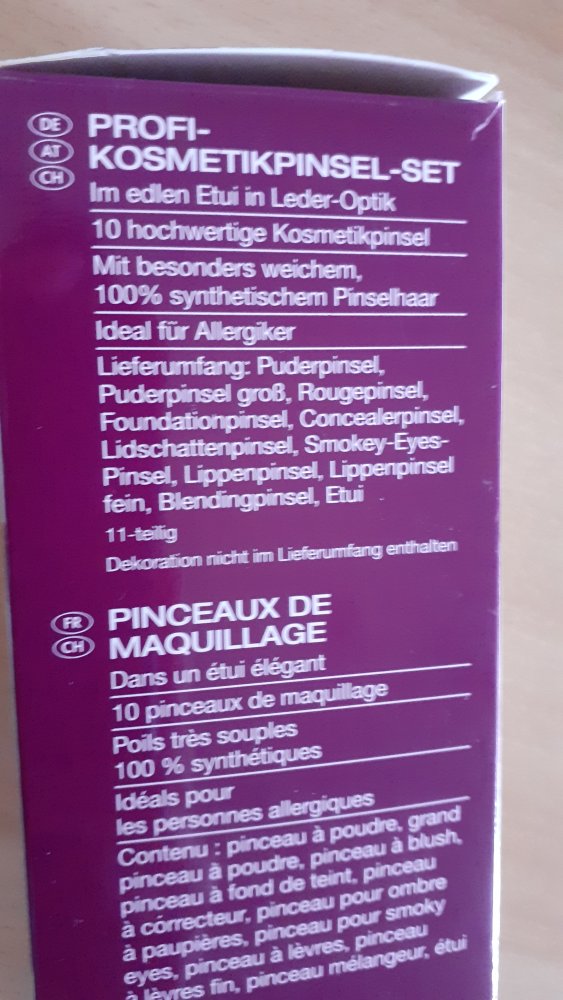 DE
AT
CH
PROFI-
KOSMETIKPINSEL-SET
Im edlen Etui in Leder-Optik
10 hochwertige Kosmetikpinsel
Mit besonders weichem,
100% synthetischem Pinselhaar
Ideal für Allergiker
Lieferumfang: Puderpinsel,
Puderpinsel groß, Rougepinsel,
Foundationpinsel, Concealerpinsel,
Lidschattenpinsel, Smokey-Eyes-
Pinsel, Lippenpinsel, Lippenpinsel
fein, Blendingpinsel, Etui
11-teilig
Dekoration nicht im Lieferumfang enthalten
FR
CH
PINCEAUX DE
MAQUILLAGE
Dans un étui élégant
10 pinceaux de maquillage
Poils très souples
100 % synthétiques
Idéals pour
les personnes allergiques
Contenu : pinceau à poudre, grand
pinceau à poudre, pinceau à blush,
pinceau à fond de teint, pinceau
à correcteur, pinceau pour ombre
à paupières, pinceau pour smoky
eyes, pinceau à lèvres, pinceau
à lèvres fin, pinceau mélangeur, étui